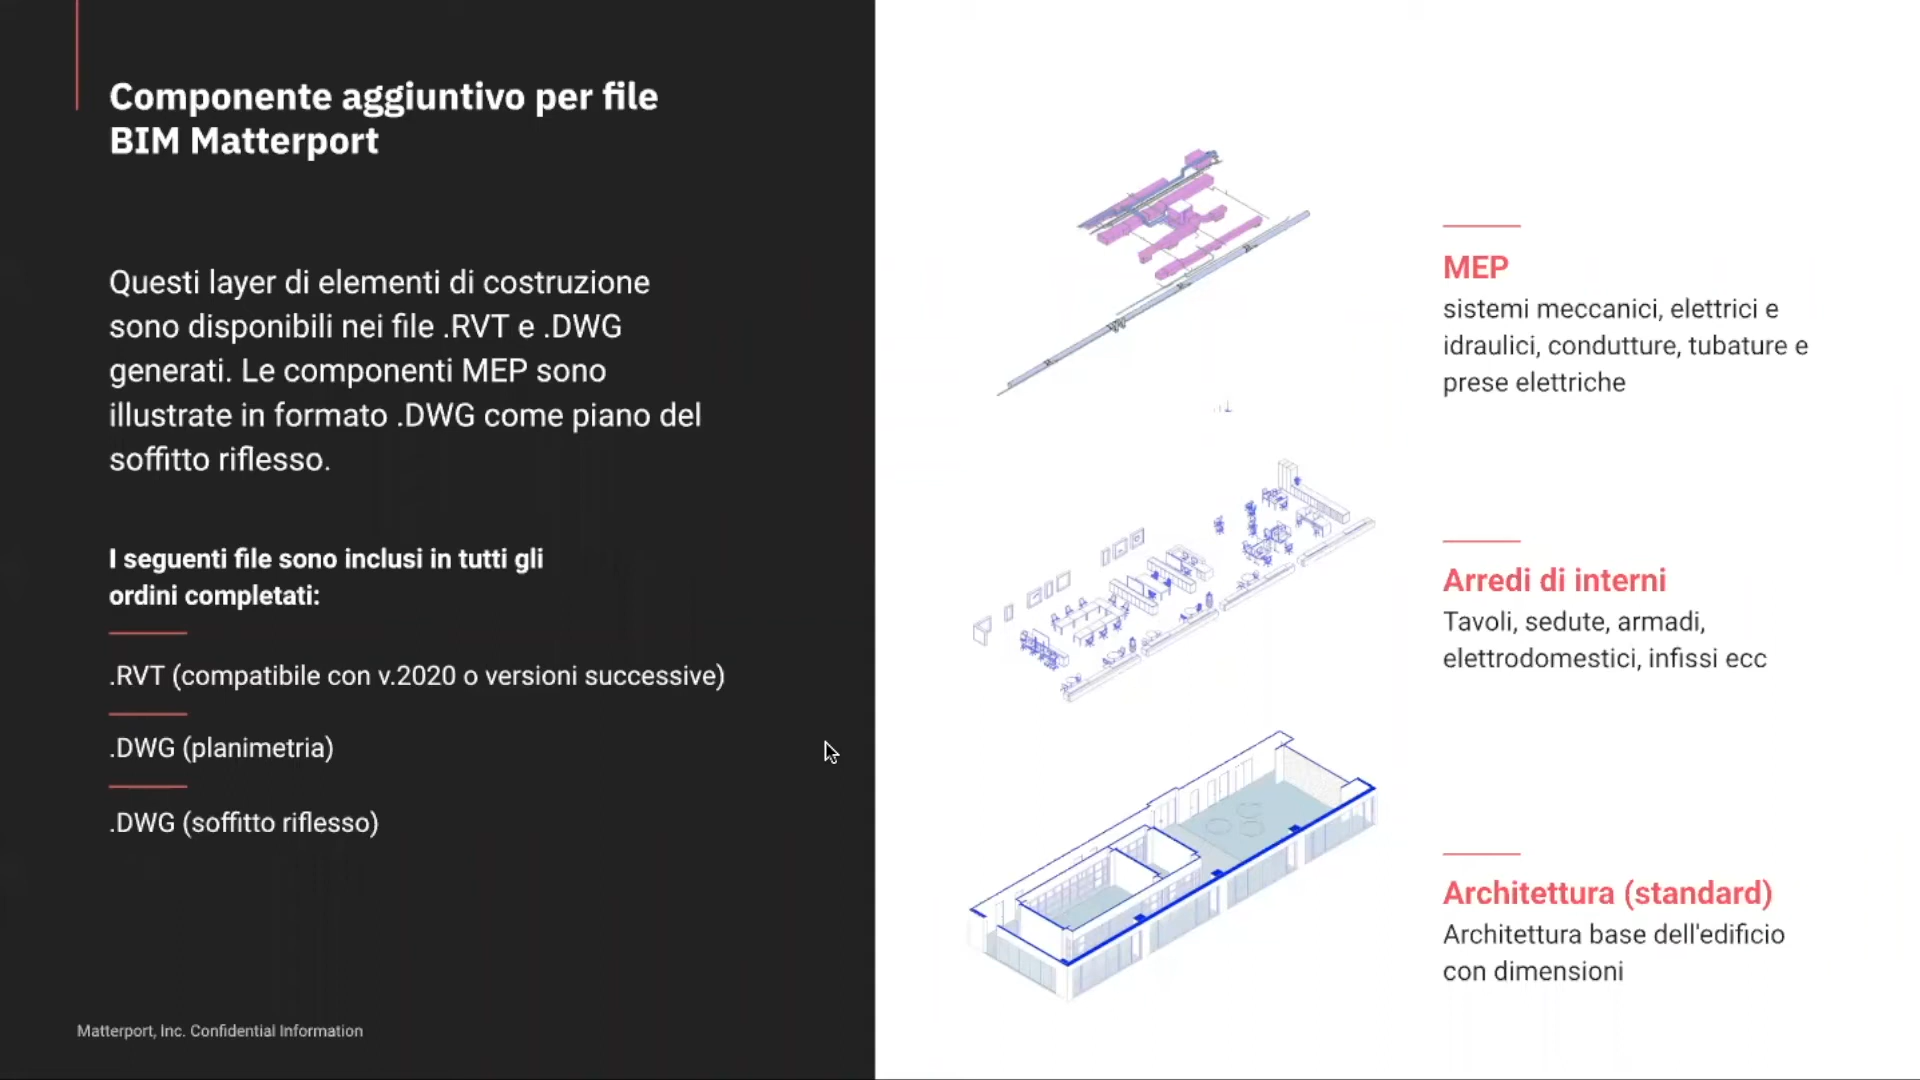 Componente aggiuntivo per file
BIM Matterport
Questi layer di elementi di costruzione
sono disponibili nei file .RVT e .DWG
generati. Le componenti MEP sono
illustrate in formato .DWG come piano del
soffitto riflesso.
I seguenti file sono inclusi in tutti gli
ordini completati:
.RVT (compatibile con v.2020 o versioni successive)
.DWG (planimetria)
.DWG (soffitto riflesso)
Matterport, Inc. Confidential Information
MEP
sistemi meccanici, elettrici e
idraulici, condutture, tubature e
prese elettriche
Arredi di interni
Tavoli, sedute, armadi,
elettrodomestici, infissi ecc
Architettura (standard)
Architettura base dell'edificio
con dimensioni